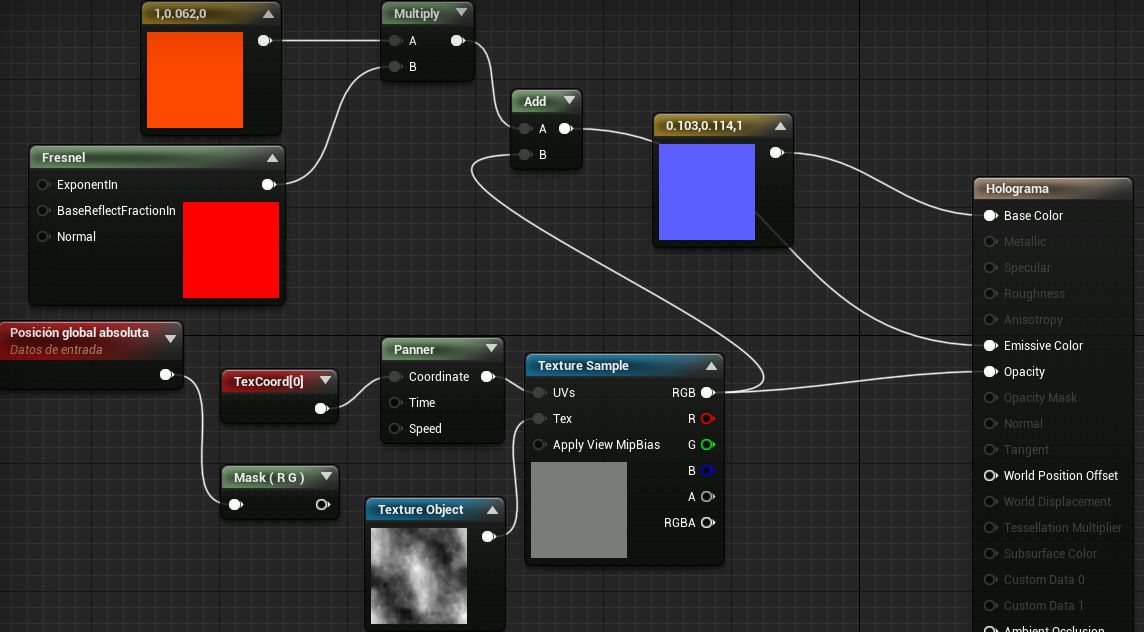 1,0.062,0
Multiply
A
B
Add
A
B
0.103,0.114,1
Fresnel
ExponentIn
BaseReflectFractionIn
Normal
Holograma
Base Color
Metallic
Specular
Roughness
Anisotropy
Emissive Color
Opacity
Opacity Mask
Normal
Tangent
World Position Offset
World Displacement
Tessellation Multiplier
Subsurface Color
Custom Data 0
Custom Data 1
Ambient Occlusion
Posición global absoluta
Datos de entrada
TexCoord[0]
Panner
Coordinate
Time
Speed
Texture Sample
UVs
RGB
Tex
R
Apply View MipBias
G
B
A
RGBA
Mask ( R G )
Texture Object